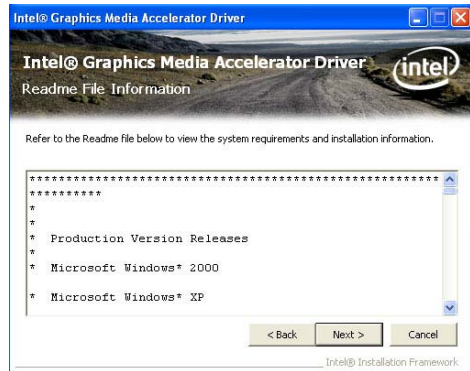 Intel® Graphics Media Accelerator Driver
Intel® Graphics Media Accelerator Driver
intel
Readme File Information
Refer to the Readme file below to view the system requirements and installation information.
********************************************************
**********
*
*
* Production Version Releases
*
* Microsoft Windows* 2000
*
* Microsoft Windows* XP
< Back Next > Cancel
Intel® Installation Framework